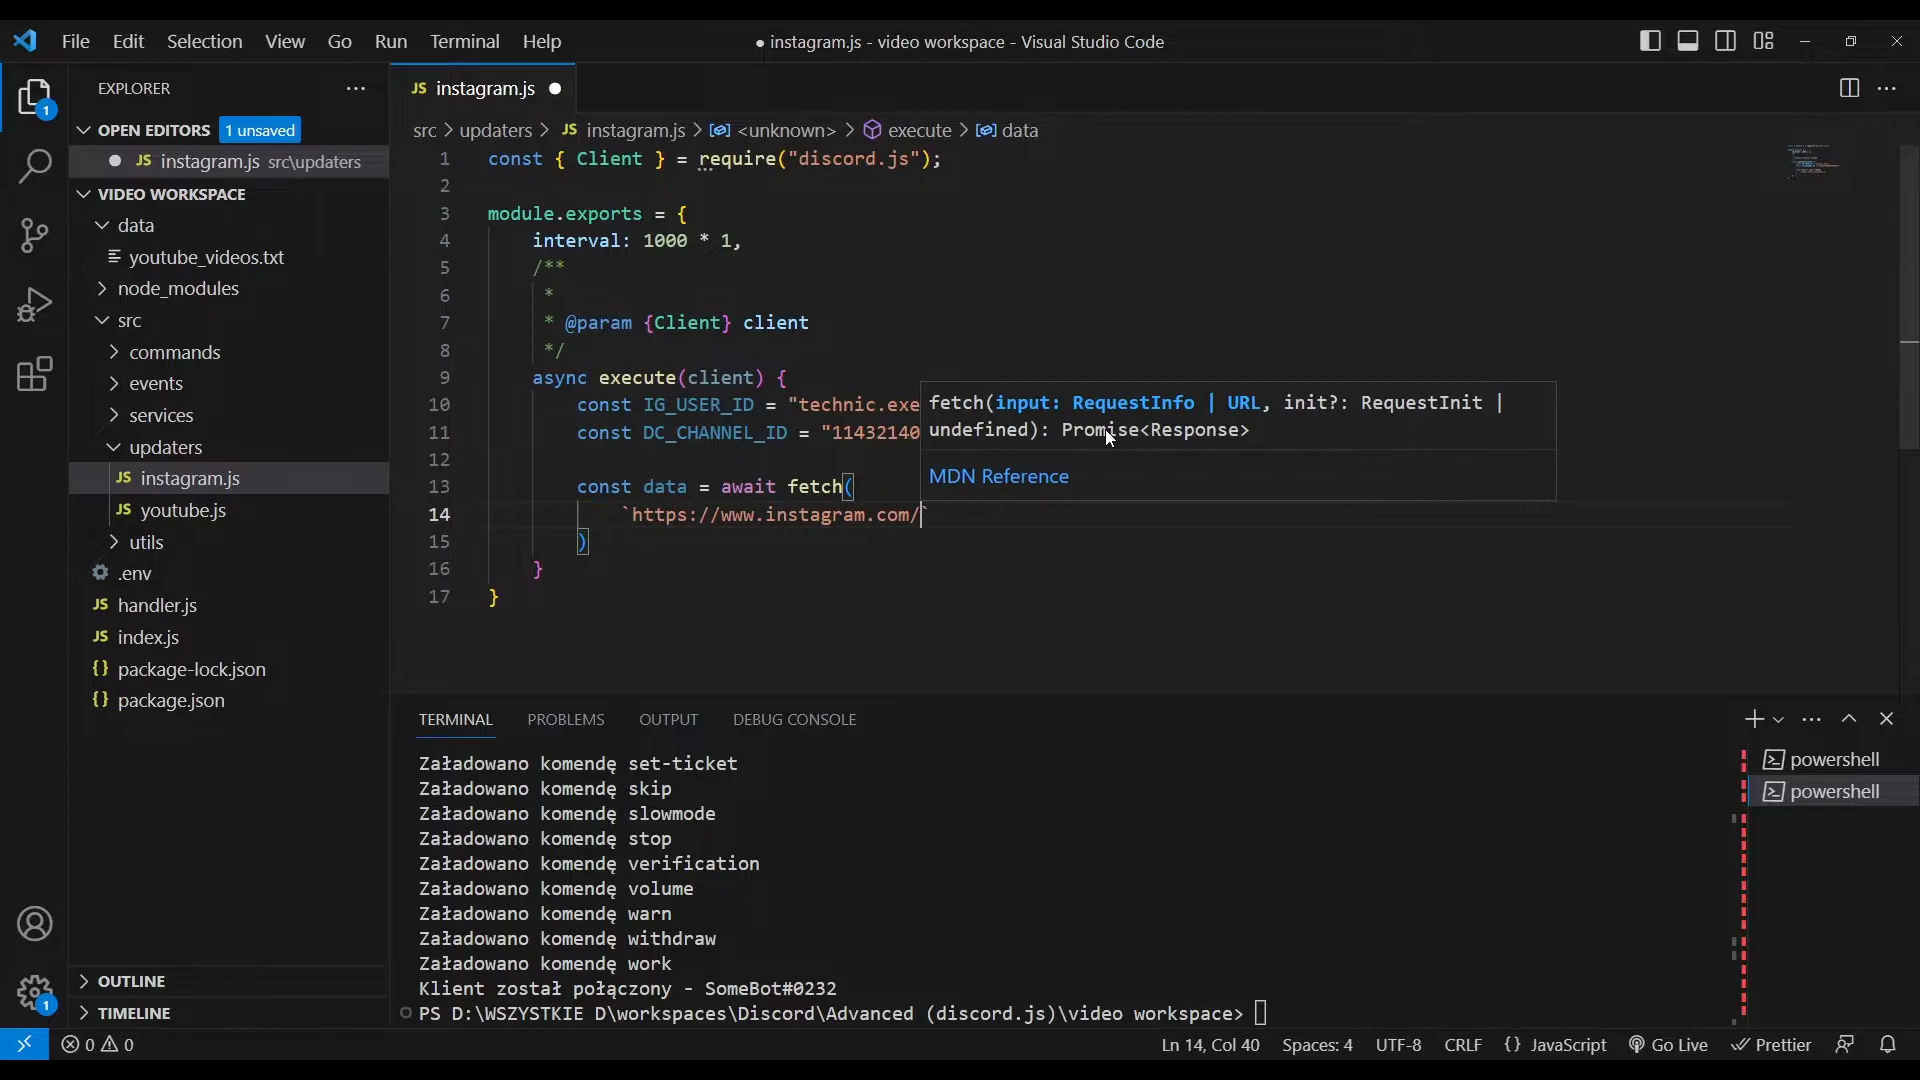 File Edit Selection View Go Run Terminal Help
● instagram.js - video workspace - Visual Studio Code
EXPLORER
OPEN EDITORS 1 unsaved
JS instagram.js src\updaters
VIDEO WORKSPACE
data
youtube_videos.txt
node_modules
src
commands
events
services
updaters
JS instagram.js
JS youtube.js
utils
.env
JS handler.js
JS index.js
{} package-lock.json
{} package.json
OUTLINE
TIMELINE
1
1
JS instagram.js ●
src > updaters > JS instagram.js > <unknown> > execute > data
1 const { Client } = require("discord.js");
2
3 module.exports = {
4 interval: 1000 * 1,
5 /**
6 *
7 * @param {Client} client
8 */
9 async execute(client) {
10 const IG_USER_ID = "technic.exe
11 const DC_CHANNEL_ID = "11432140
12
13 const data = await fetch(
14 `https://www.instagram.com/`
15 )
16 }
17 }
fetch(input: RequestInfo | URL, init?: RequestInit |
undefined): Promise<Response>
MDN Reference
TERMINAL PROBLEMS OUTPUT DEBUG CONSOLE
Załadowano komendę set-ticket
Załadowano komendę skip
Załadowano komendę slowmode
Załadowano komendę stop
Załadowano komendę verification
Załadowano komendę volume
Załadowano komendę warn
Załadowano komendę withdraw
Załadowano komendę work
Klient został połączony - SomeBot#0232
PS D:\WSZYSTKIE D\workspaces\Discord\Advanced (discord.js)\video workspace>
powershell
powershell
0 0
Ln 14, Col 40 Spaces: 4 UTF-8 CRLF {} JavaScript Go Live Prettier